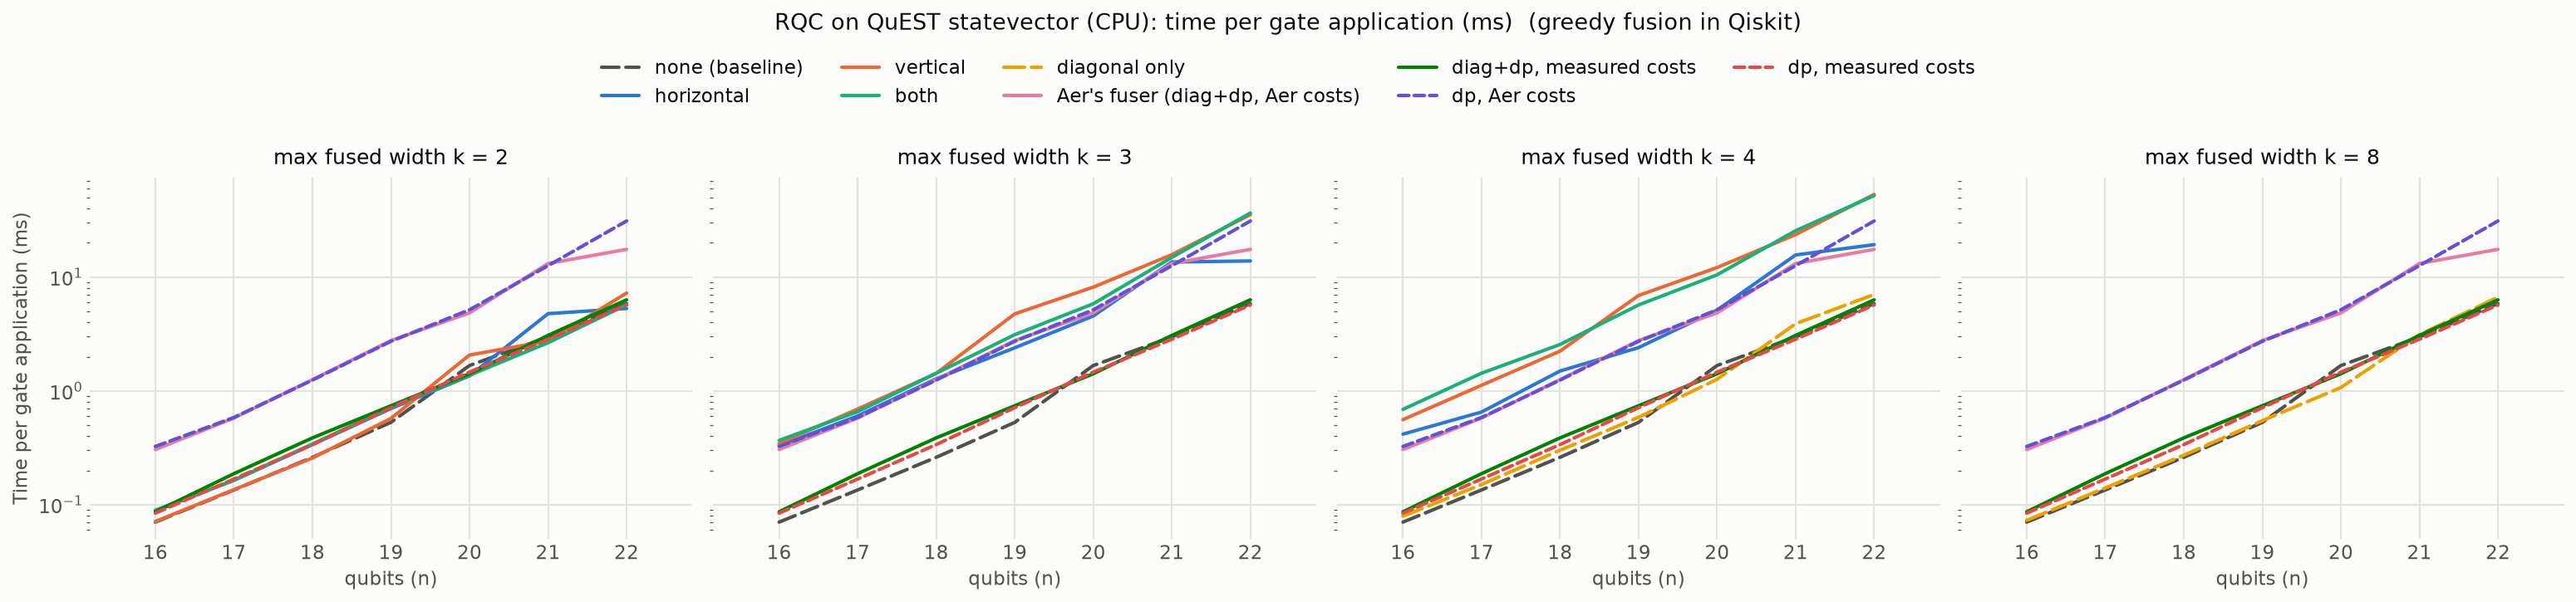 RQC on QuEST statevector (CPU): time per gate application (ms)  (greedy fusion in Qiskit)
none (baseline)
horizontal
vertical
both
diagonal only
Aer's fuser (diag+dp, Aer costs)
diag+dp, measured costs
dp, Aer costs
dp, measured costs
Time per gate application (ms)
max fused width k = 2
10¹
10⁰
10⁻¹
16 17 18 19 20 21 22
qubits (n)
max fused width k = 3
16 17 18 19 20 21 22
qubits (n)
max fused width k = 4
16 17 18 19 20 21 22
qubits (n)
max fused width k = 8
16 17 18 19 20 21 22
qubits (n)